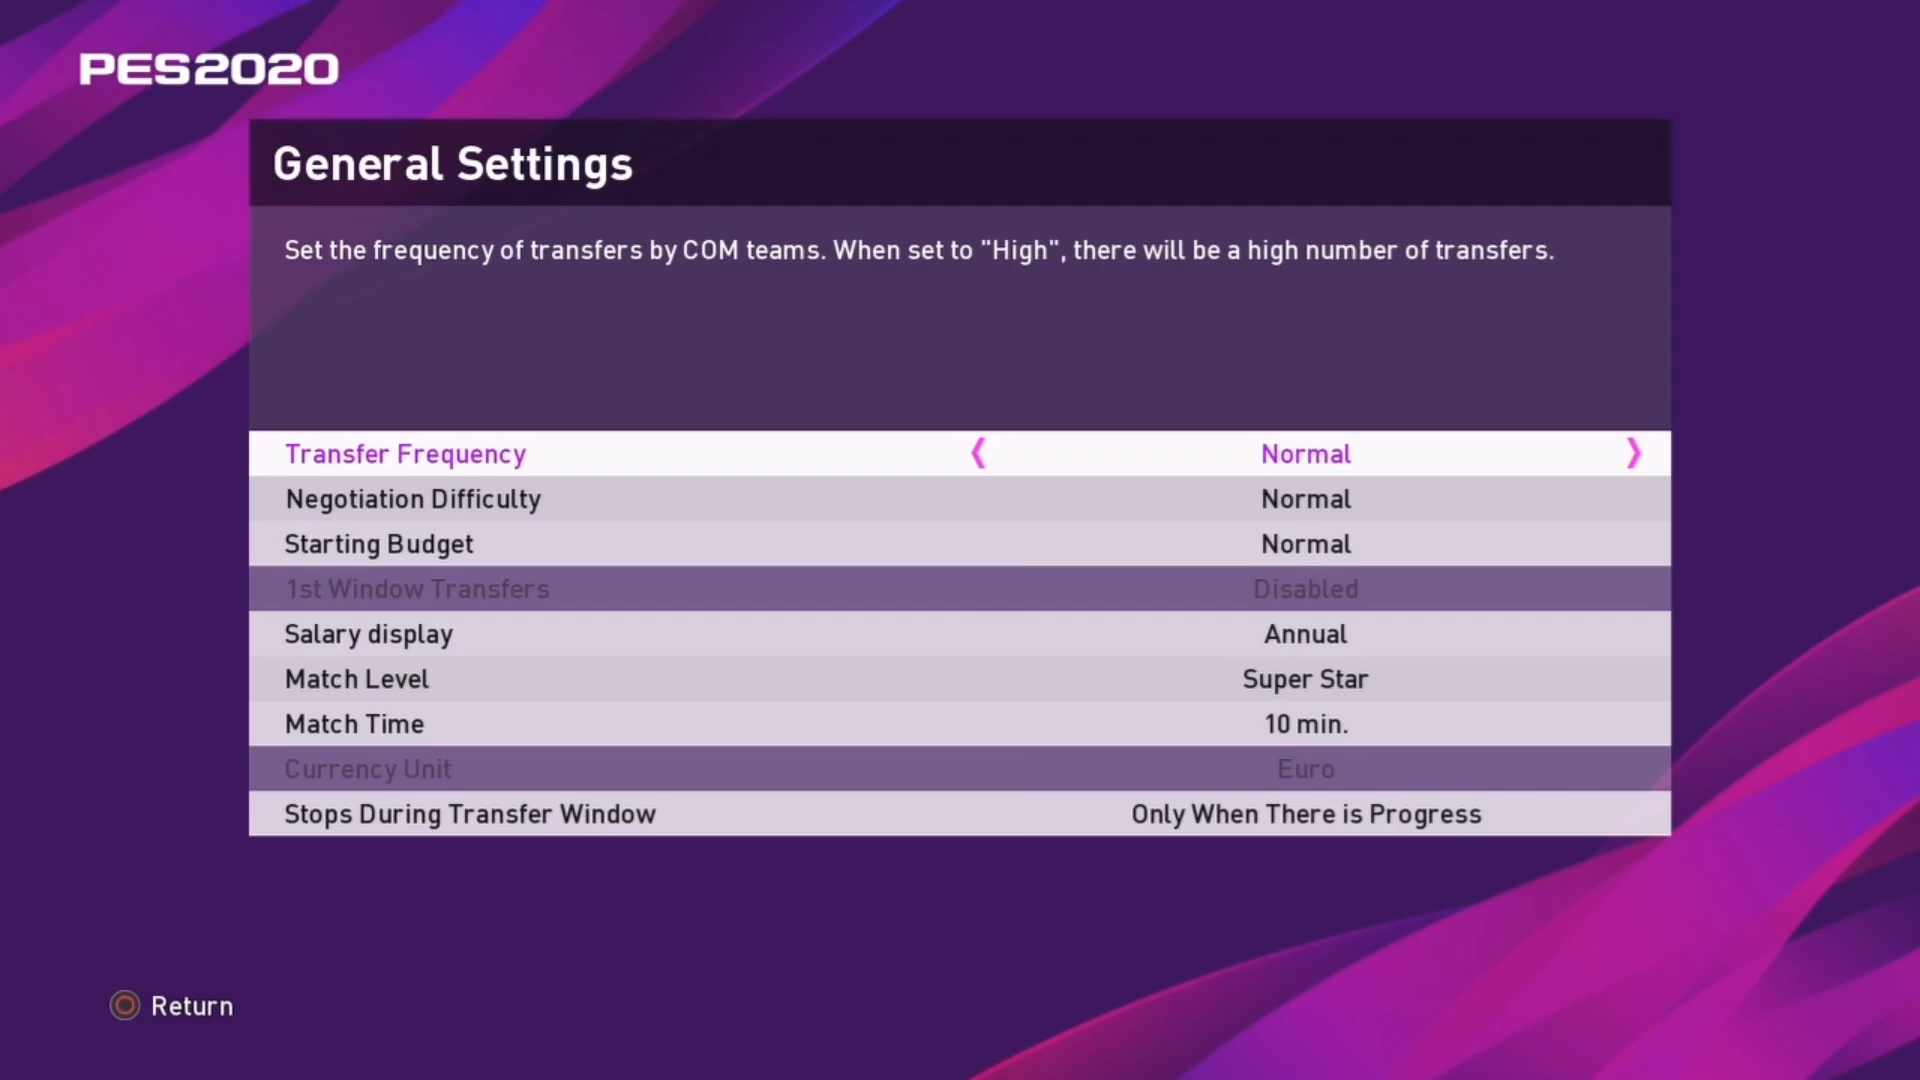 PES2020
General Settings
Set the frequency of transfers by COM teams. When set to "High", there will be a high number of transfers.
Transfer Frequency Normal
Negotiation Difficulty Normal
Starting Budget Normal
1st Window Transfers Disabled
Salary display Annual
Match Level Super Star
Match Time 10 min.
Currency Unit Euro
Stops During Transfer Window Only When There is Progress
Return